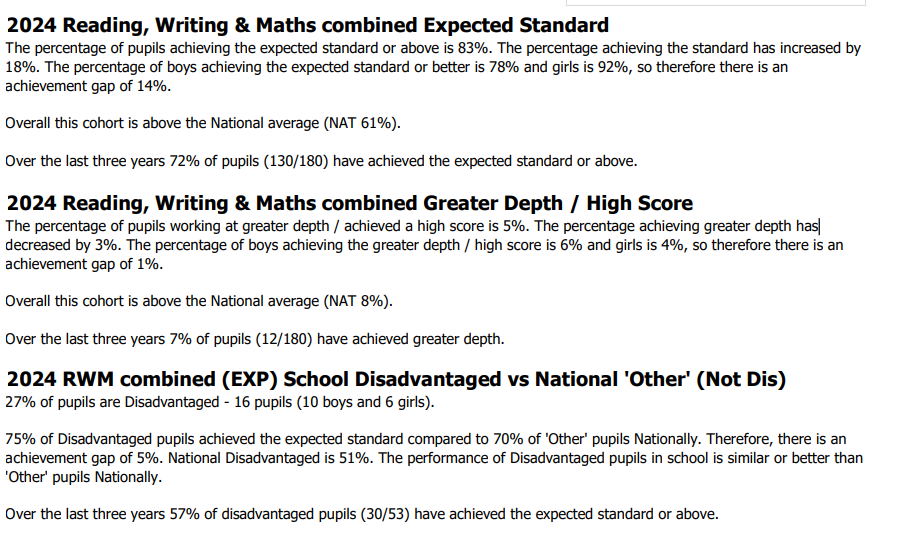 2024 Reading, Writing & Maths combined Expected Standard
The percentage of pupils achieving the expected standard or above is 83%. The percentage achieving the standard has increased by
18%. The percentage of boys achieving the expected standard or better is 78% and girls is 92%, so therefore there is an
achievement gap of 14%.
Overall this cohort is above the National average (NAT 61%).
Over the last three years 72% of pupils (130/180) have achieved the expected standard or above.
2024 Reading, Writing & Maths combined Greater Depth / High Score
The percentage of pupils working at greater depth / achieved a high score is 5%. The percentage achieving greater depth has
decreased by 3%. The percentage of boys achieving the greater depth / high score is 6% and girls is 4%, so therefore there is an
achievement gap of 1%.
Overall this cohort is above the National average (NAT 8%).
Over the last three years 7% of pupils (12/180) have achieved greater depth.
2024 RWM combined (EXP) School Disadvantaged vs National 'Other' (Not Dis)
27% of pupils are Disadvantaged - 16 pupils (10 boys and 6 girls).
75% of Disadvantaged pupils achieved the expected standard compared to 70% of 'Other' pupils Nationally. Therefore, there is an
achievement gap of 5%. National Disadvantaged is 51%. The performance of Disadvantaged pupils in school is similar or better than
'Other' pupils Nationally.
Over the last three years 57% of disadvantaged pupils (30/53) have achieved the expected standard or above.